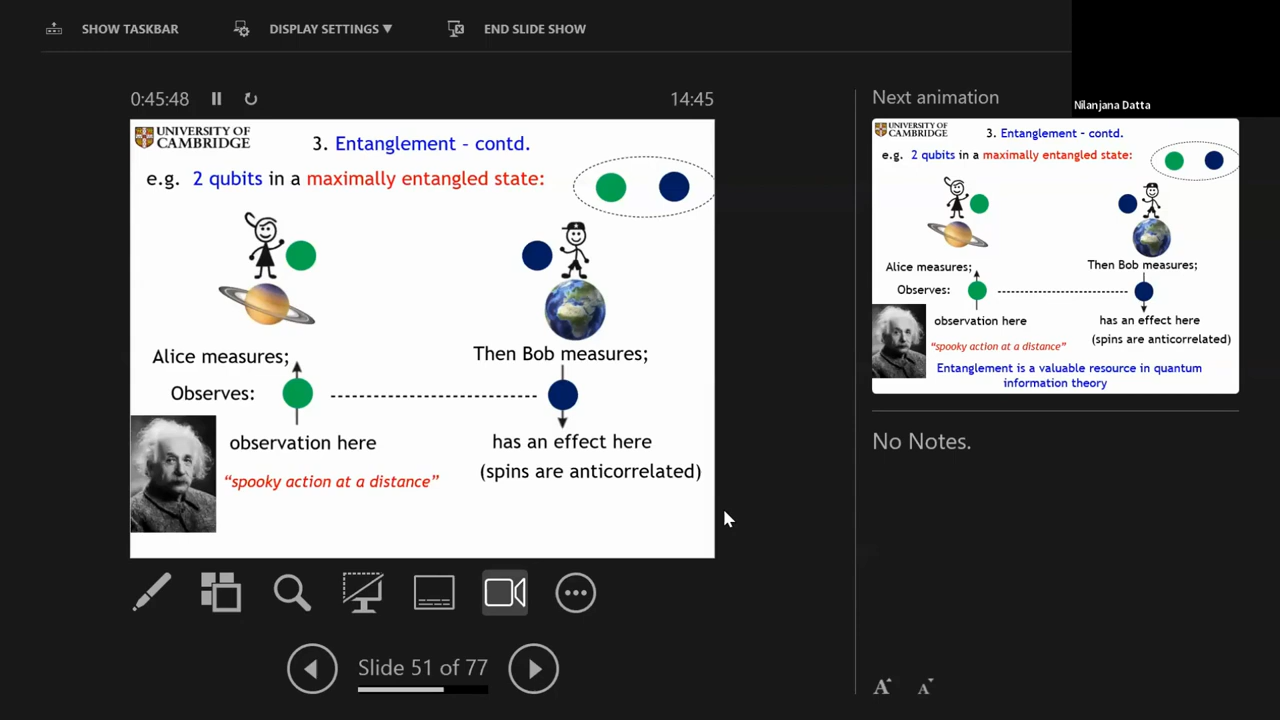 SHOW TASKBAR
DISPLAY SETTINGS ▼
END SLIDE SHOW
0:45:48
14:45
UNIVERSITY OF
CAMBRIDGE
3. Entanglement – contd.
e.g. 2 qubits in a maximally entangled state:
Alice measures;
Then Bob measures;
Observes:
observation here
has an effect here
(spins are anticorrelated)
“spooky action at a distance”
Slide 51 of 77
Next animation
Nilanjana Datta
UNIVERSITY OF
CAMBRIDGE
3. Entanglement – contd.
e.g. 2 qubits in a maximally entangled state:
Alice measures;
Then Bob measures;
Observes:
observation here
has an effect here
(spins are anticorrelated)
“spooky action at a distance”
Entanglement is a valuable resource in quantum
information theory
No Notes.
A A